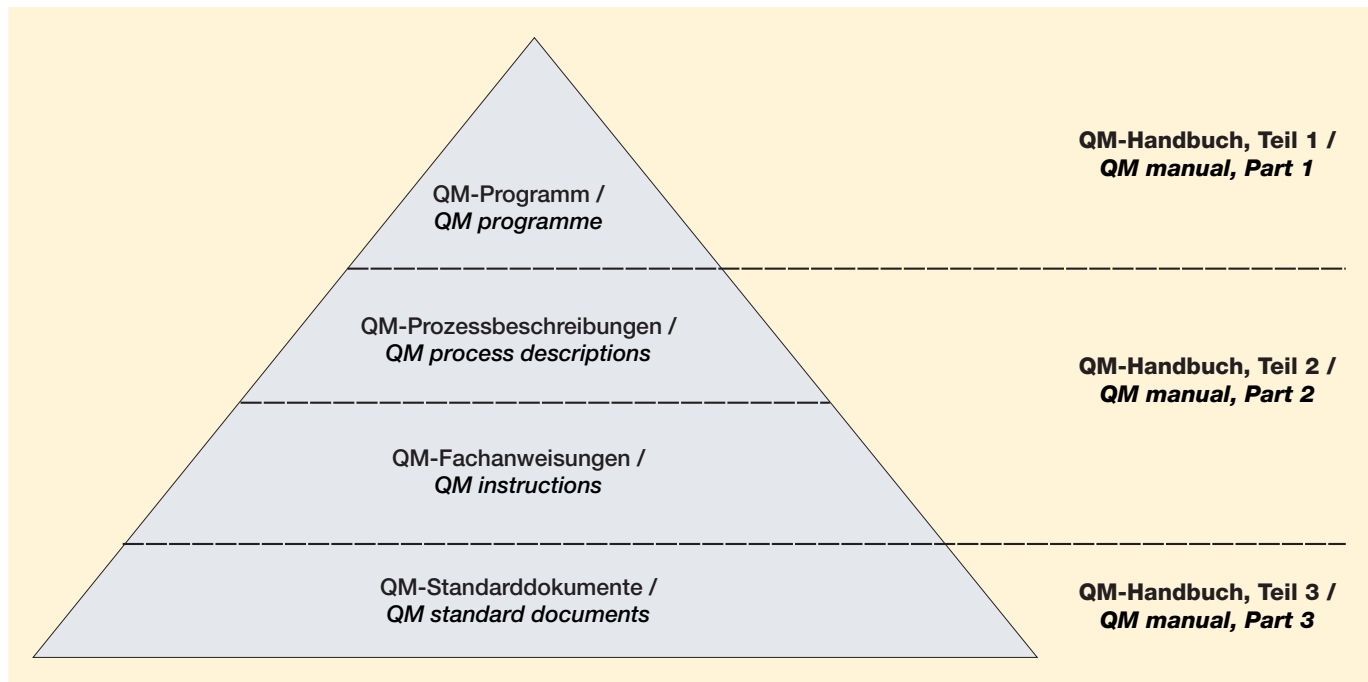 QM-Handbuch, Teil 1 /
QM manual, Part 1
QM-Programm /
QM programme
QM-Prozessbeschreibungen /
QM process descriptions
QM-Handbuch, Teil 2 /
QM manual, Part 2
QM-Fachanweisungen /
QM instructions
QM-Standarddokumente /
QM standard documents
QM-Handbuch, Teil 3 /
QM manual, Part 3